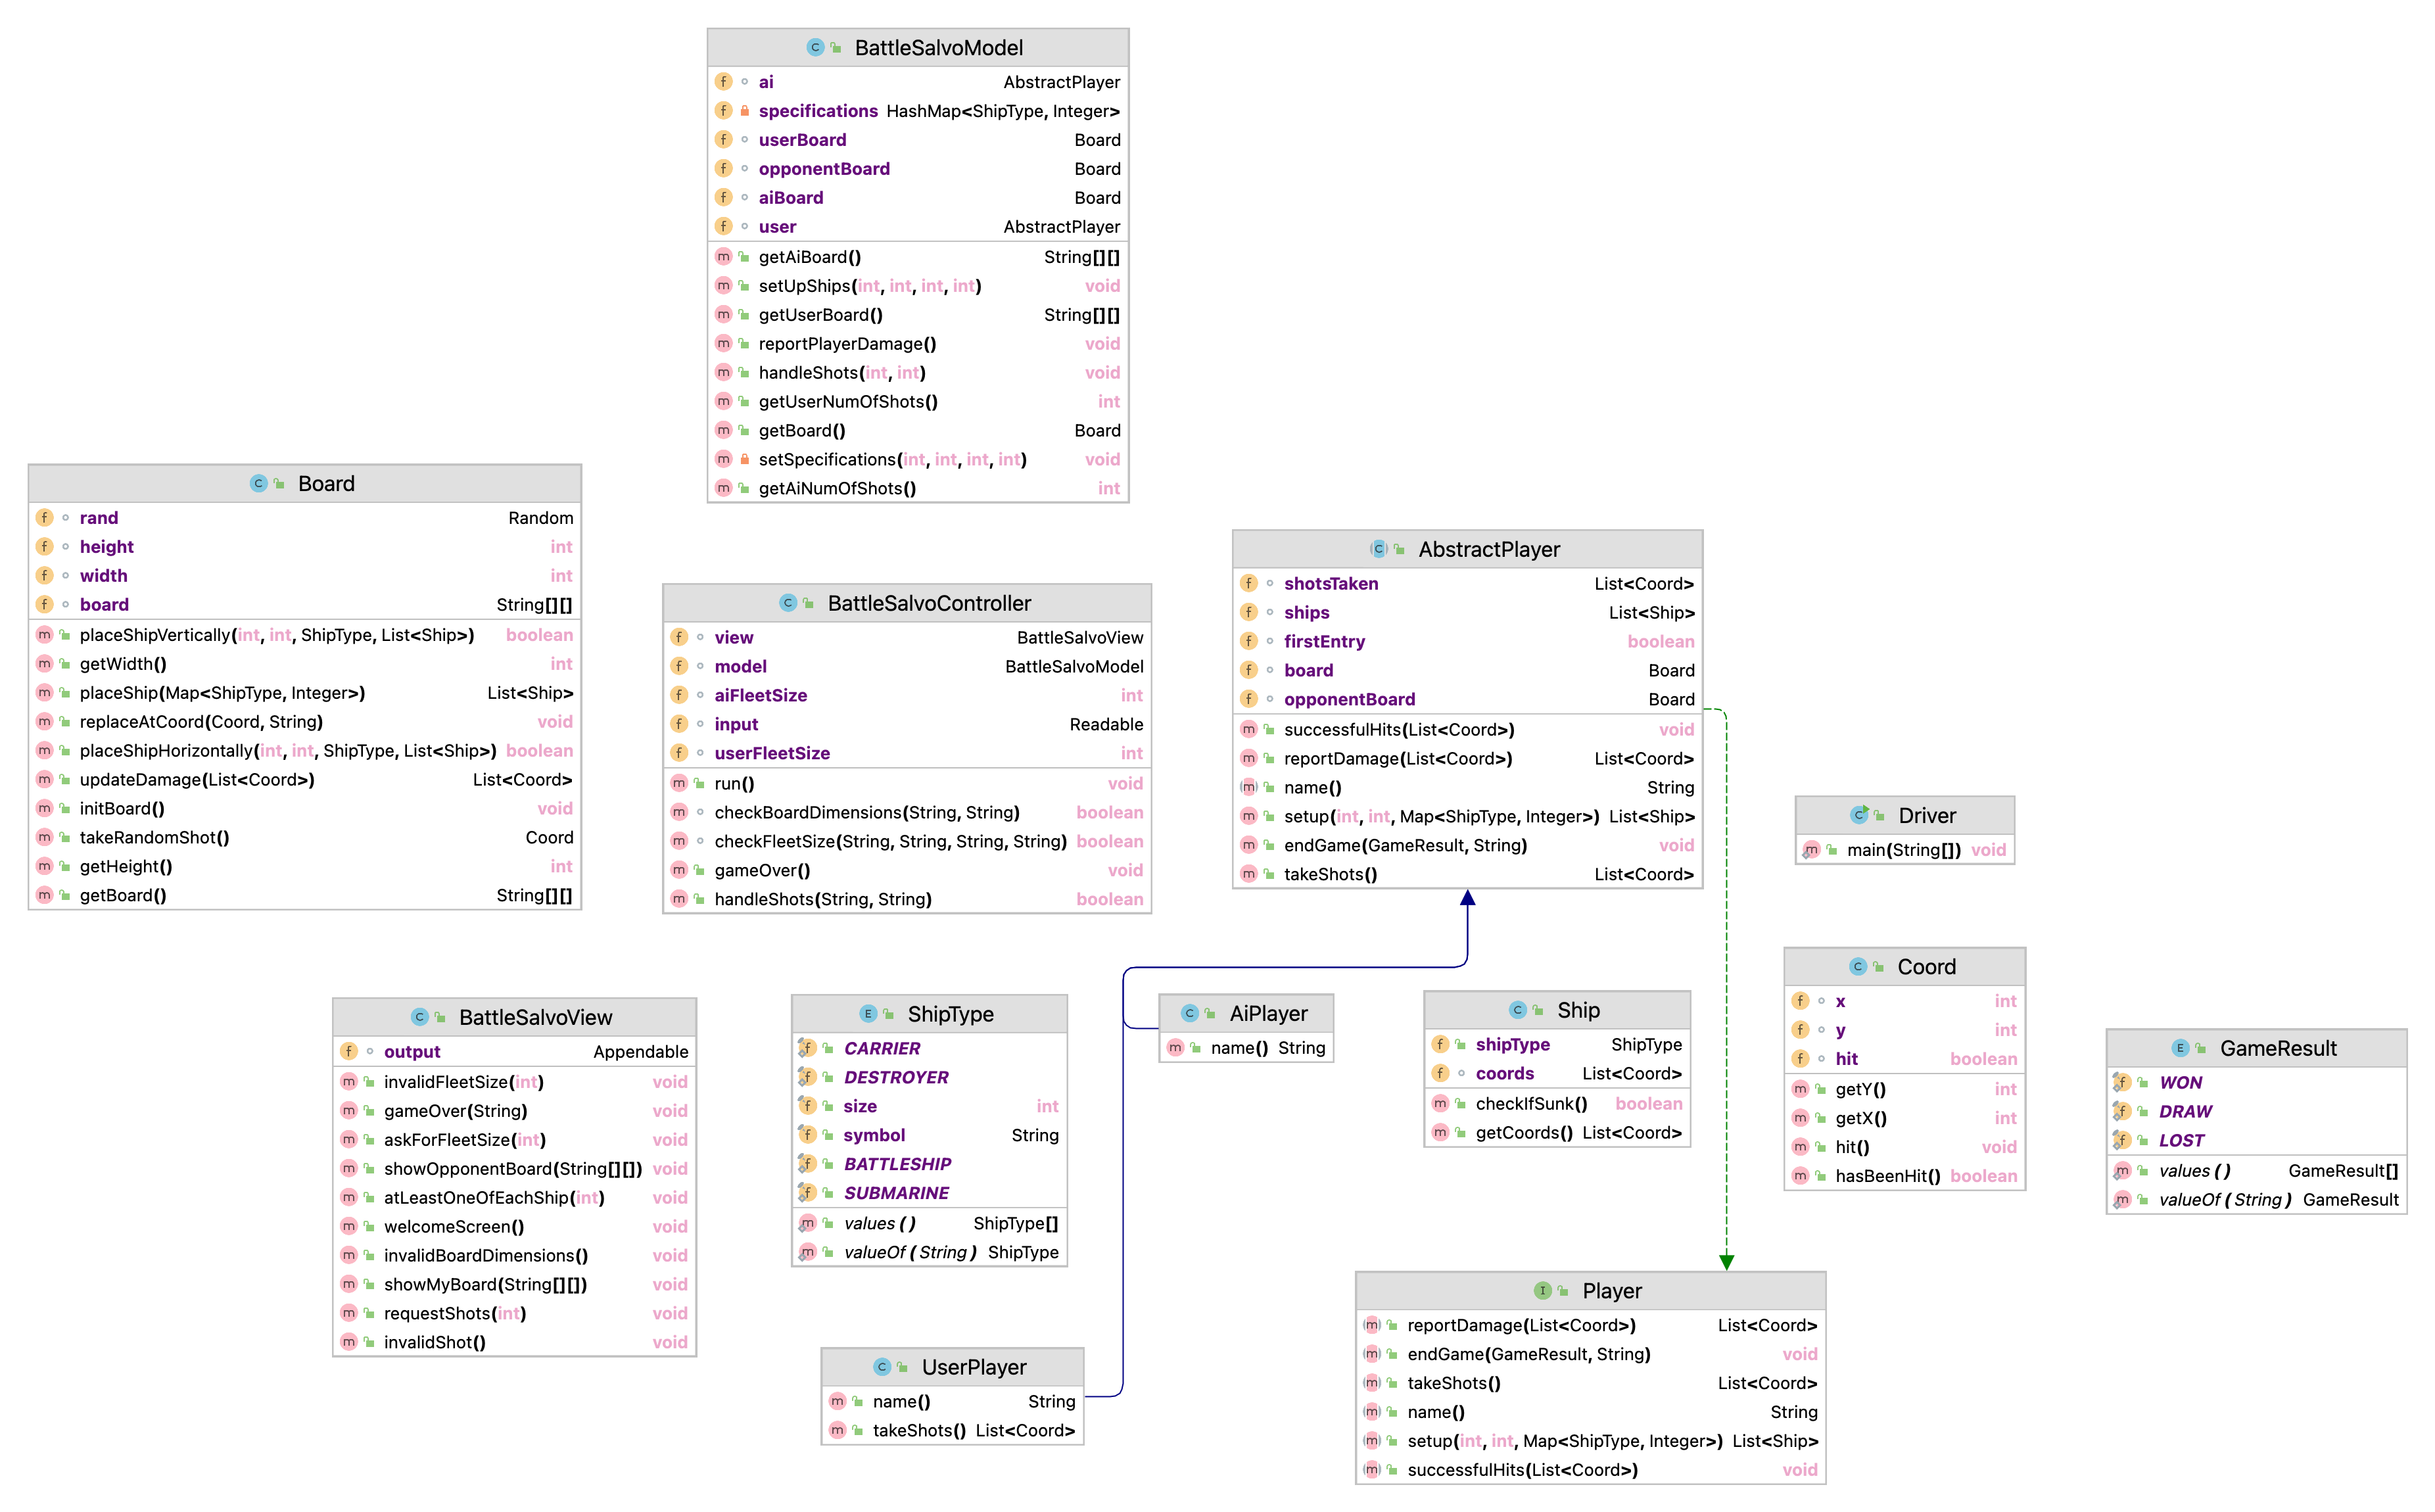 BattleSalvoModel
ai AbstractPlayer
specifications HashMap<ShipType, Integer>
userBoard Board
opponentBoard Board
aiBoard Board
user AbstractPlayer
getAiBoard() String[][]
setUpShips(int, int, int, int) void
getUserBoard() String[][]
reportPlayerDamage() void
handleShots(int, int) void
getUserNumOfShots() int
getBoard() Board
setSpecifications(int, int, int, int) void
getAiNumOfShots() int
Board
rand Random
height int
width int
board String[][]
placeShipVertically(int, int, ShipType, List<Ship>) boolean
getWidth() int
placeShip(Map<ShipType, Integer>) List<Ship>
replaceAtCoord(Coord, String) void
placeShipHorizontally(int, int, ShipType, List<Ship>) boolean
updateDamage(List<Coord>) List<Coord>
initBoard() void
takeRandomShot() Coord
getHeight() int
getBoard() String[][]
BattleSalvoController
view BattleSalvoView
model BattleSalvoModel
aiFleetSize int
input Readable
userFleetSize int
run() void
checkBoardDimensions(String, String) boolean
checkFleetSize(String, String, String, String) boolean
gameOver() void
handleShots(String, String) boolean
AbstractPlayer
shotsTaken List<Coord>
ships List<Ship>
firstEntry boolean
board Board
opponentBoard Board
successfulHits(List<Coord>) void
reportDamage(List<Coord>) List<Coord>
name() String
setup(int, int, Map<ShipType, Integer>) List<Ship>
endGame(GameResult, String) void
takeShots() List<Coord>
Driver
main(String[]) void
Coord
x int
y int
hit boolean
getY() int
getX() int
hit() void
hasBeenHit() boolean
BattleSalvoView
output Appendable
invalidFleetSize(int) void
gameOver(String) void
askForFleetSize(int) void
showOpponentBoard(String[][]) void
atLeastOneOfEachShip(int) void
welcomeScreen() void
invalidBoardDimensions() void
showMyBoard(String[][]) void
requestShots(int) void
invalidShot() void
ShipType
CARRIER
DESTROYER
size int
symbol String
BATTLESHIP
SUBMARINE
values() ShipType[]
valueOf(String) ShipType
AiPlayer
name() String
Ship
shipType ShipType
coords List<Coord>
checkIfSunk() boolean
getCoords() List<Coord>
GameResult
WON
DRAW
LOST
values() GameResult[]
valueOf(String) GameResult
UserPlayer
name() String
takeShots() List<Coord>
Player
reportDamage(List<Coord>) List<Coord>
endGame(GameResult, String) void
takeShots() List<Coord>
name() String
setup(int, int, Map<ShipType, Integer>) List<Ship>
successfulHits(List<Coord>) void